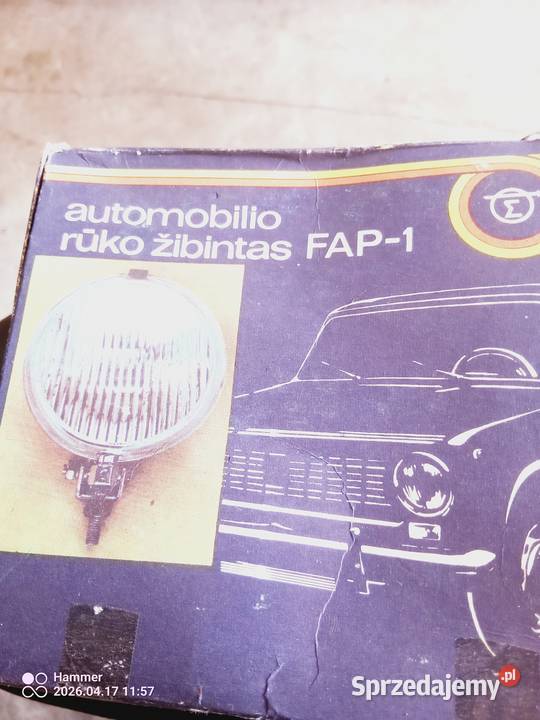 automobilio
rūko žibintas FAP-1
Hammer
2026.04.17 11:57
Sprzedajemy.pl